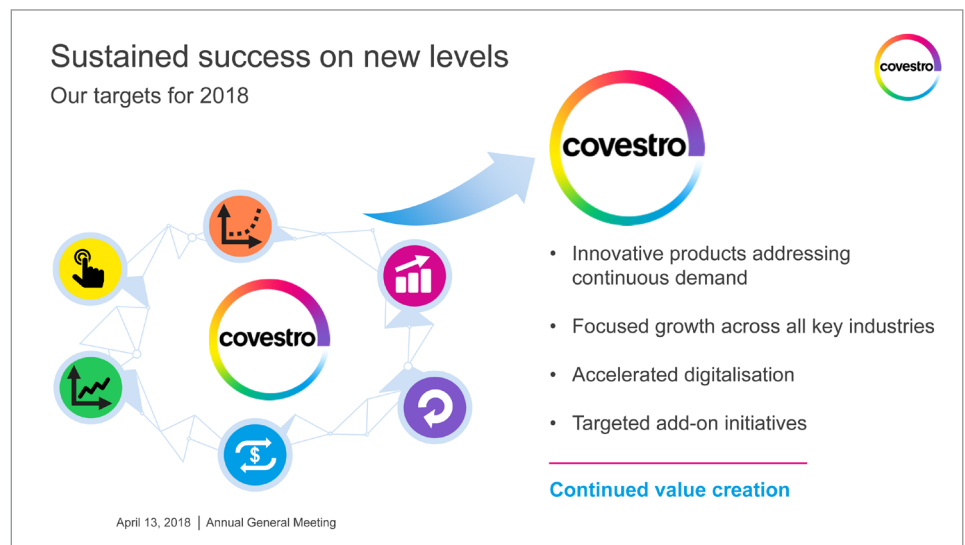 Sustained success on new levels
Our targets for 2018
covestro
covestro
• Innovative products addressing
continuous demand
• Focused growth across all key industries
• Accelerated digitalisation
• Targeted add-on initiatives
Continued value creation
covestro
$
April 13, 2018 | Annual General Meeting